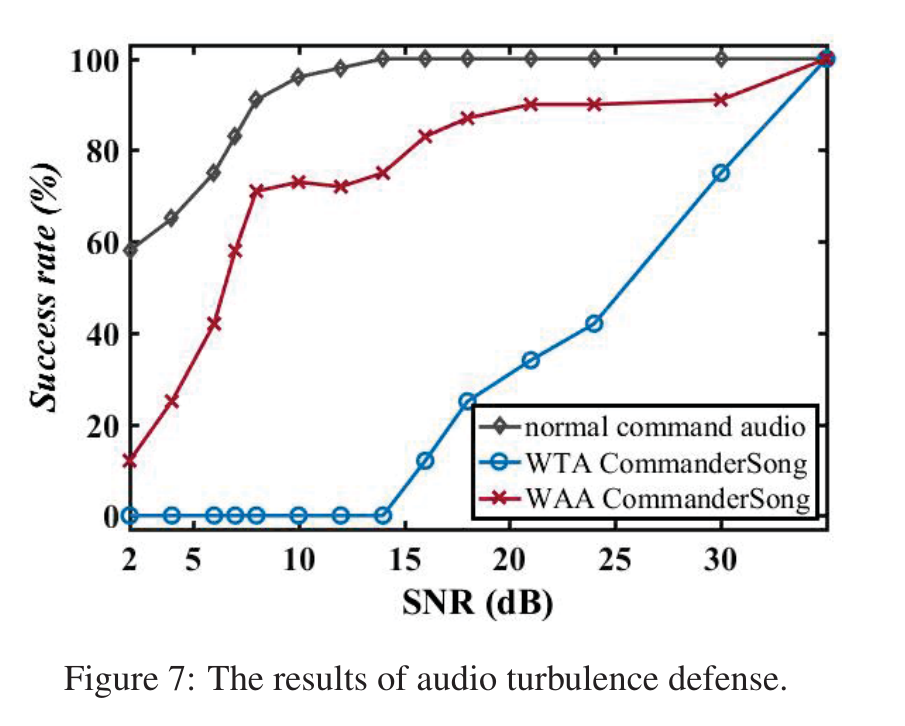 100
80
60
40
20
0
Success rate (%)
normal command audio
WTA CommanderSong
WAA CommanderSong
2 5 10 15 20 25 30
SNR (dB)
Figure 7: The results of audio turbulence defense.